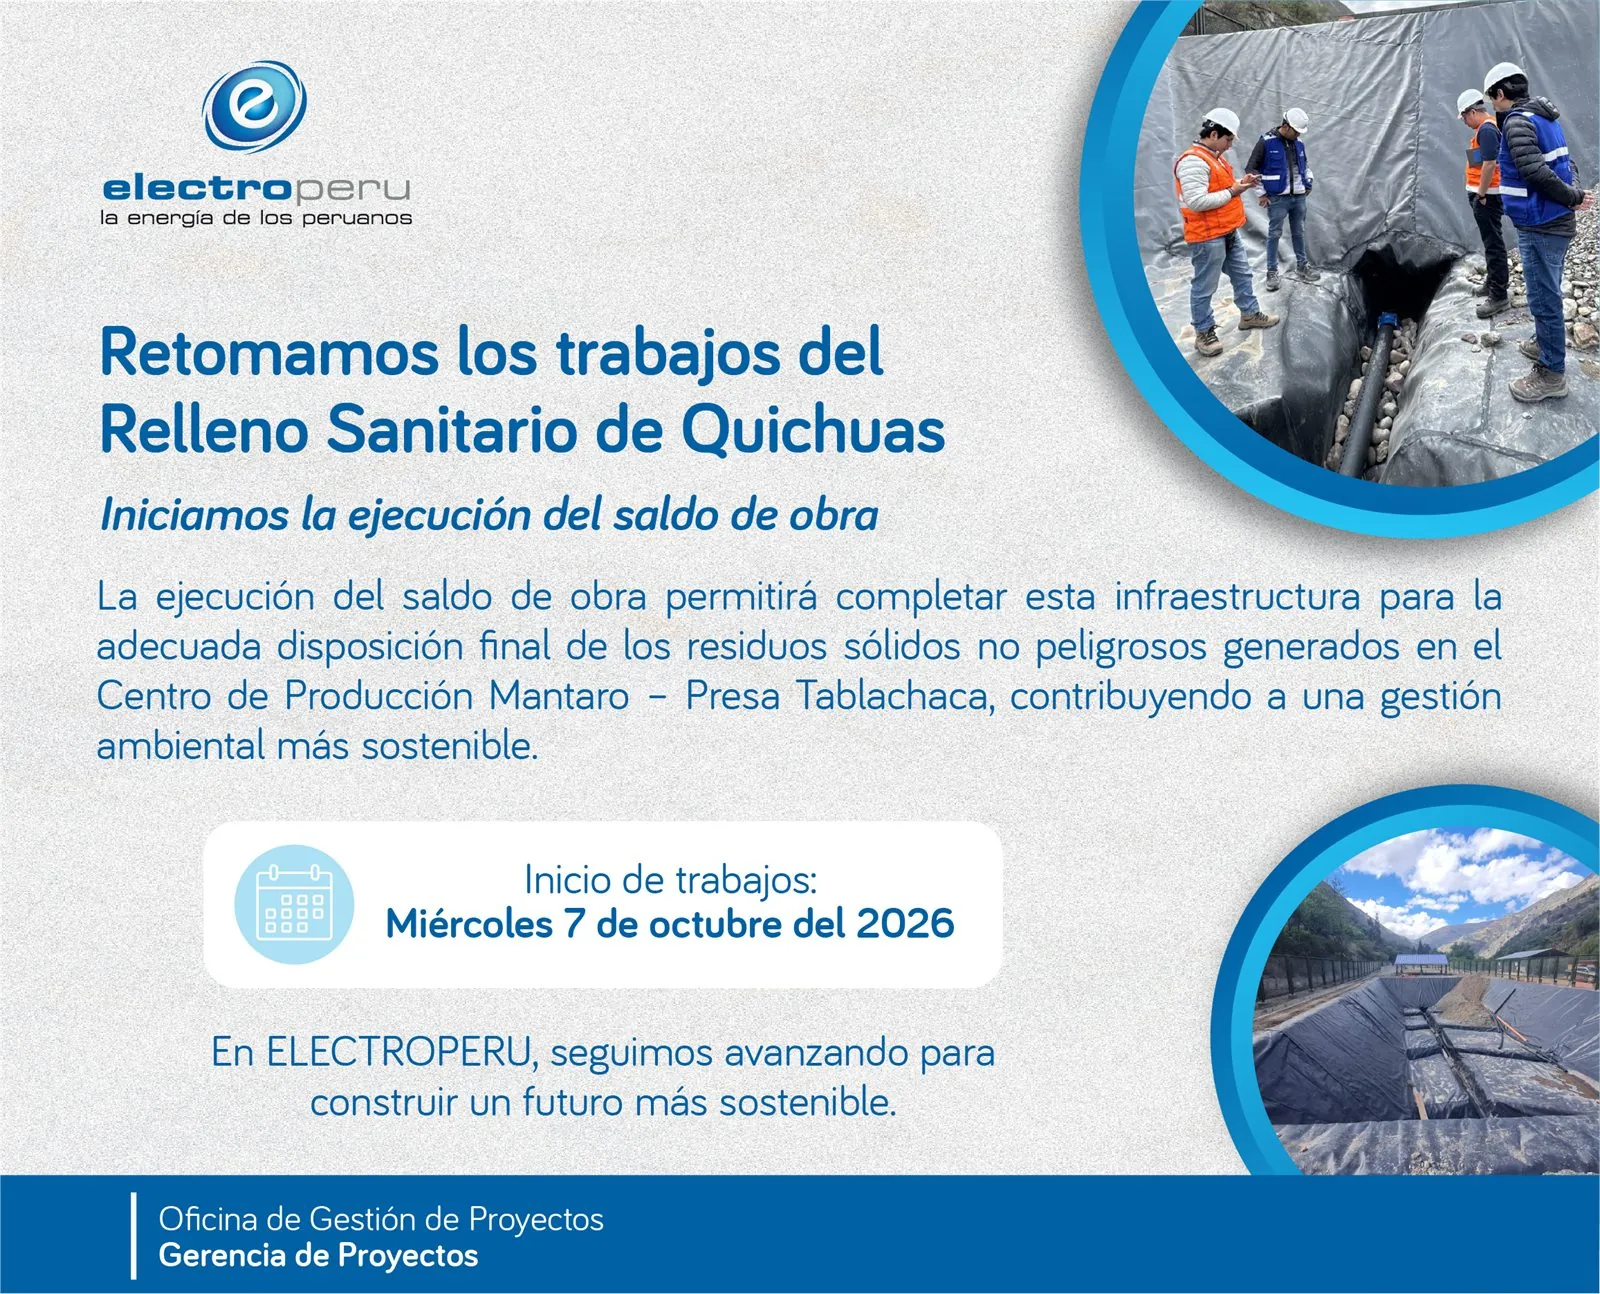 electroperu
la energía de los peruanos
Retomamos los trabajos del
Relleno Sanitario de Quichuas
Iniciamos la ejecución del saldo de obra
La ejecución del saldo de obra permitirá completar esta infraestructura para la
adecuada disposición final de los residuos sólidos no peligrosos generados en el
Centro de Producción Mantaro – Presa Tablachaca, contribuyendo a una gestión
ambiental más sostenible.
Inicio de trabajos:
Miércoles 7 de octubre del 2026
En ELECTROPERU, seguimos avanzando para
construir un futuro más sostenible.
Oficina de Gestión de Proyectos
Gerencia de Proyectos